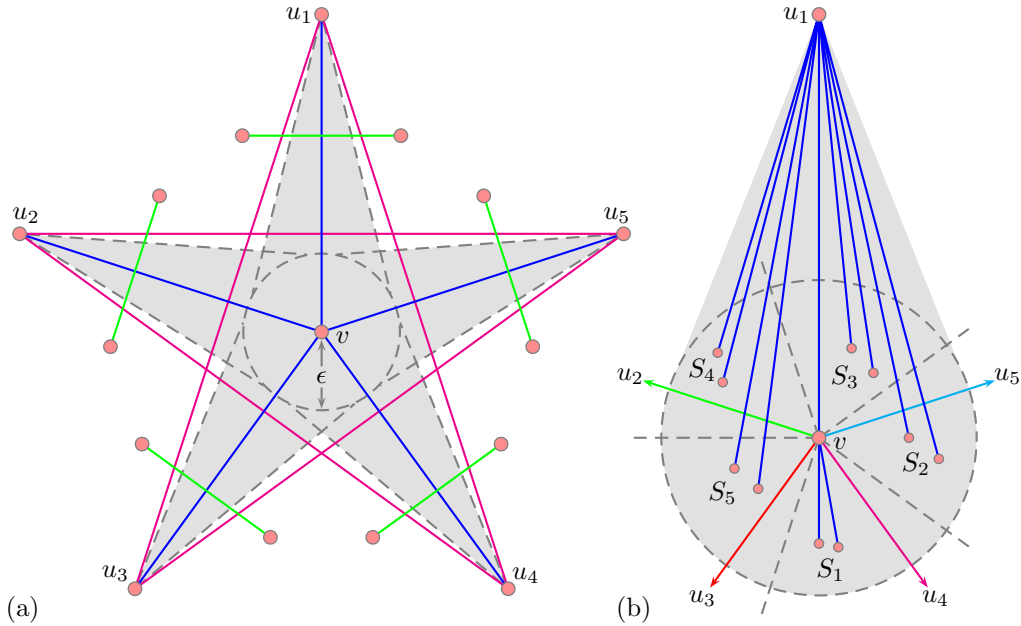 u₁
u₂
u₅
v
ϵ
u₃
u₄
(a)
u₁
S₄
S₃
u₂
u₅
v
S₂
S₅
S₁
u₃
u₄
(b)